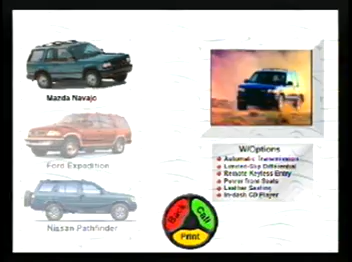 Mazda Navajo
Ford Expedition
Nissan Pathfinder
W/Options
Automatic Transmission
Limited-Slip Differential
Remote Keyless Entry
Power Front Seats
Leather Seating
In-dash CD Player
Back
Call
Print